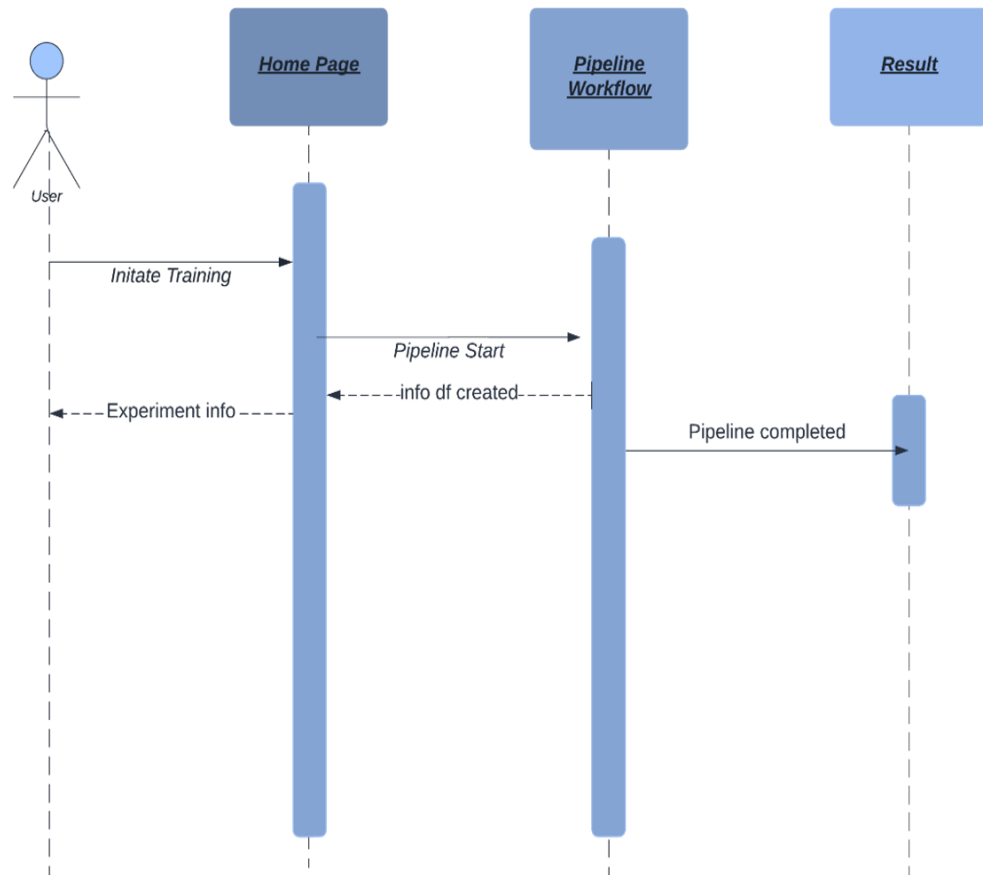 Home Page
Pipeline
Workflow
Result
User
Initate Training
Pipeline Start
info df created
Experiment info
Pipeline completed